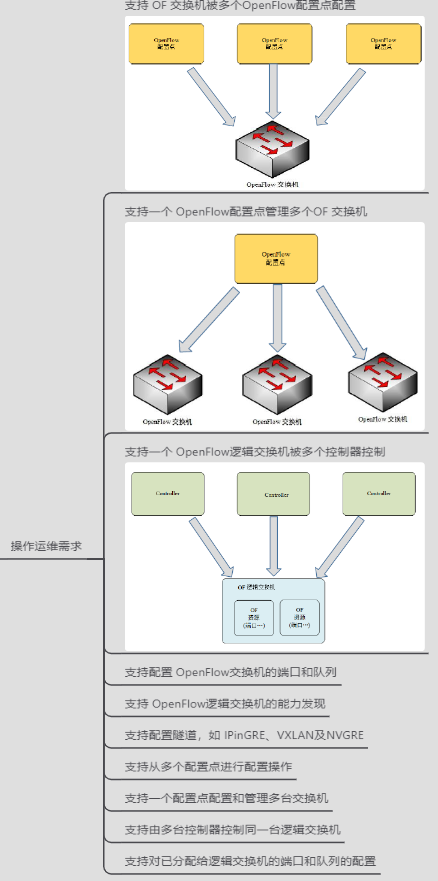 支持 OF 交换机被多个OpenFlow配置点配置
OpenFlow
配置点
OpenFlow
配置点
OpenFlow
配置点
OpenFlow 交换机
支持一个 OpenFlow配置点管理多个OF 交换机
OpenFlow
配置点
OpenFlow 交换机
OpenFlow 交换机
OpenFlow 交换机
支持一个 OpenFlow逻辑交换机被多个控制器控制
Controller
Controller
Controller
OF 逻辑交换机
OF
资源
(端口…)
OF
资源
(端口…)
操作运维需求
支持配置 OpenFlow交换机的端口和队列
支持 OpenFlow逻辑交换机的能力发现
支持配置隧道，如 IPinGRE、VXLAN及NVGRE
支持从多个配置点进行配置操作
支持一个配置点配置和管理多台交换机
支持由多台控制器控制同一台逻辑交换机
支持对已分配给逻辑交换机的端口和队列的配置